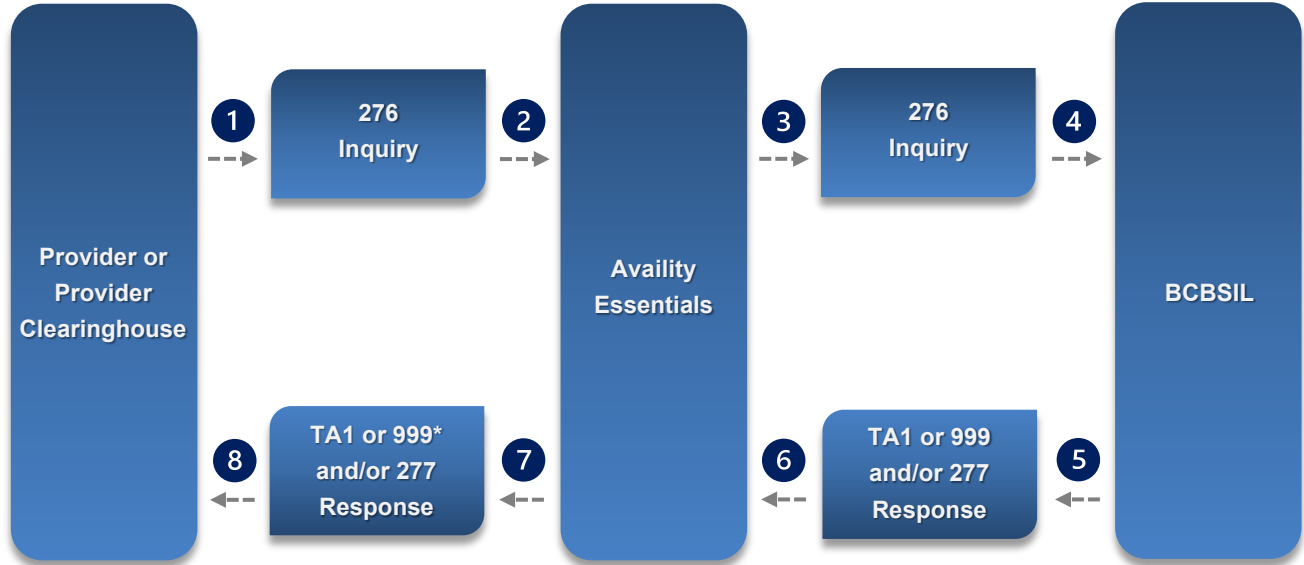 Provider or
Provider
Clearinghouse
1
276
Inquiry
2
Availity
Essentials
3
276
Inquiry
4
BCBSIL
5
TA1 or 999
and/or 277
Response
6
7
TA1 or 999*
and/or 277
Response
8